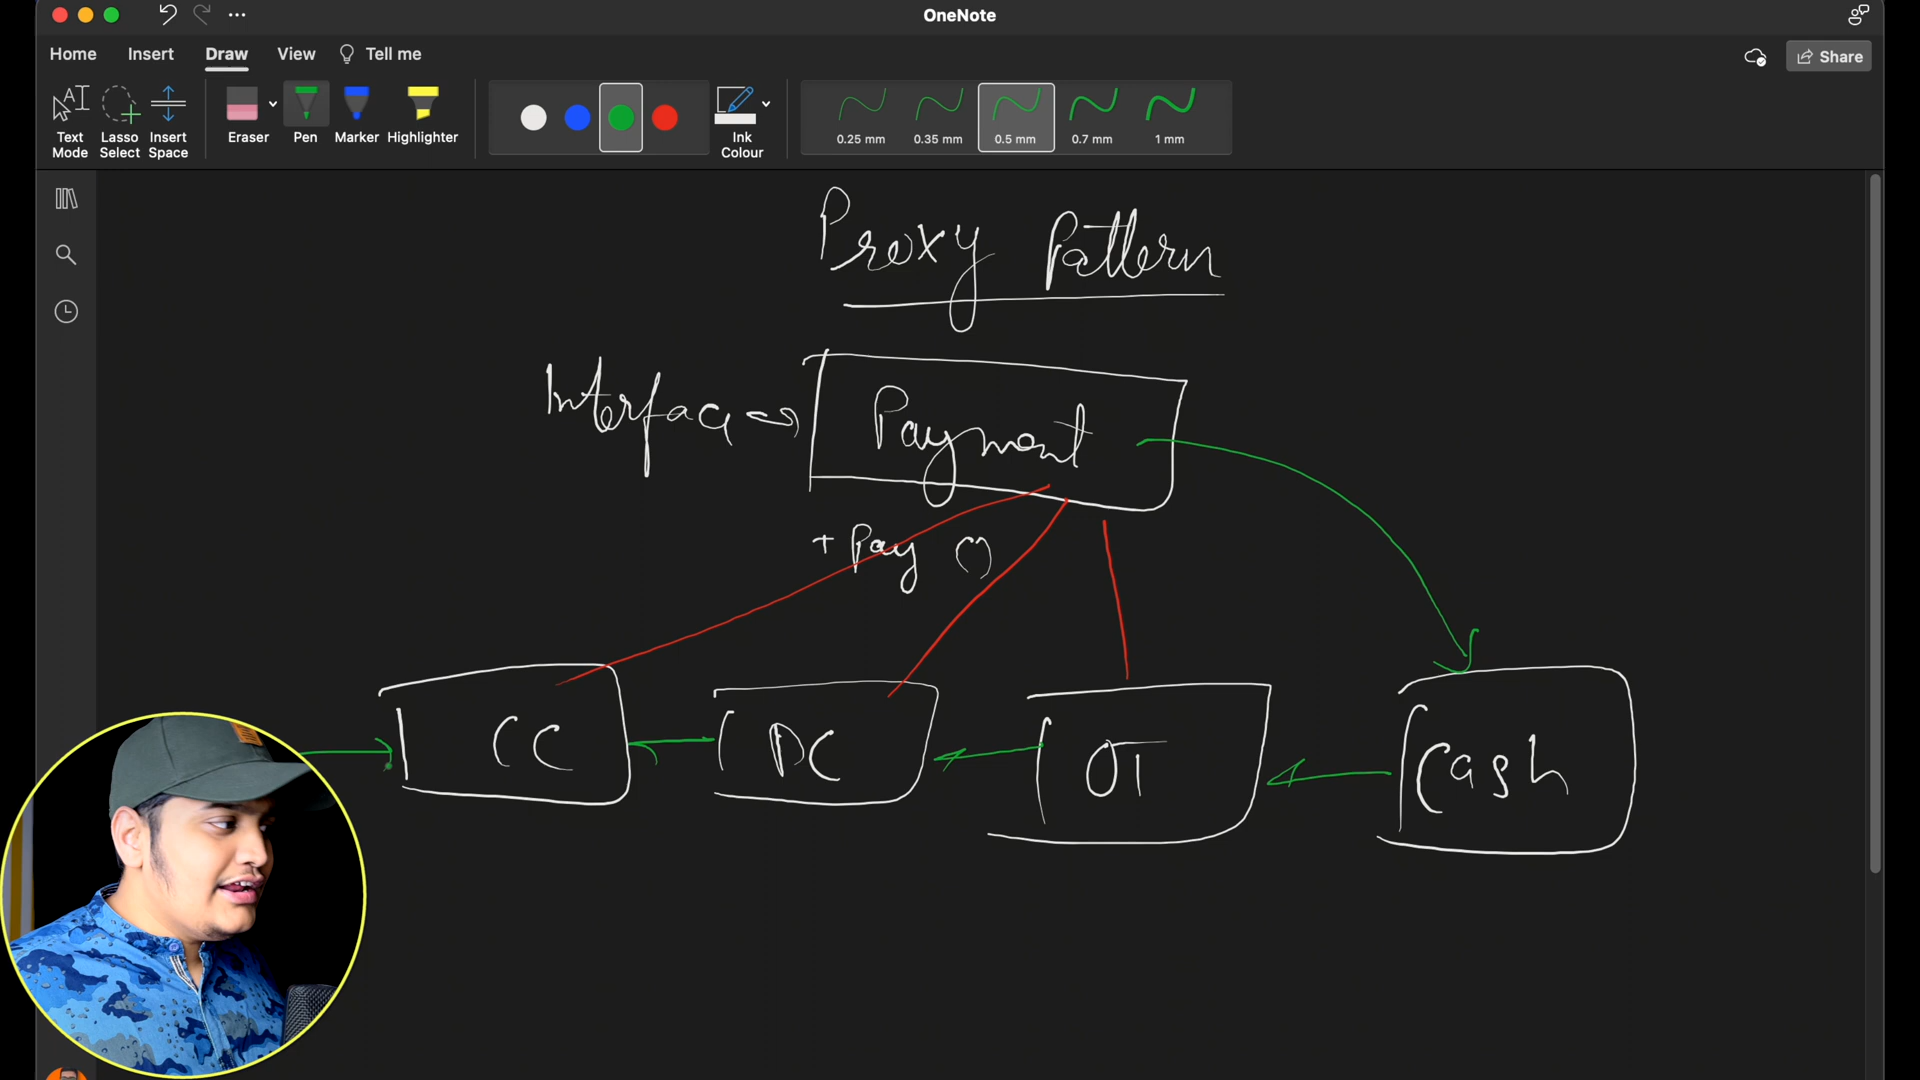 OneNote
Home Insert Draw View Tell me
Share
Text Mode
Lasso Select
Insert Space
Eraser
Pen
Marker
Highlighter
Ink Colour
0.25 mm
0.35 mm
0.5 mm
0.7 mm
1 mm
Proxy Pattern
Interface
Payment
+ Pay ()
CC
DC
OT
Cash